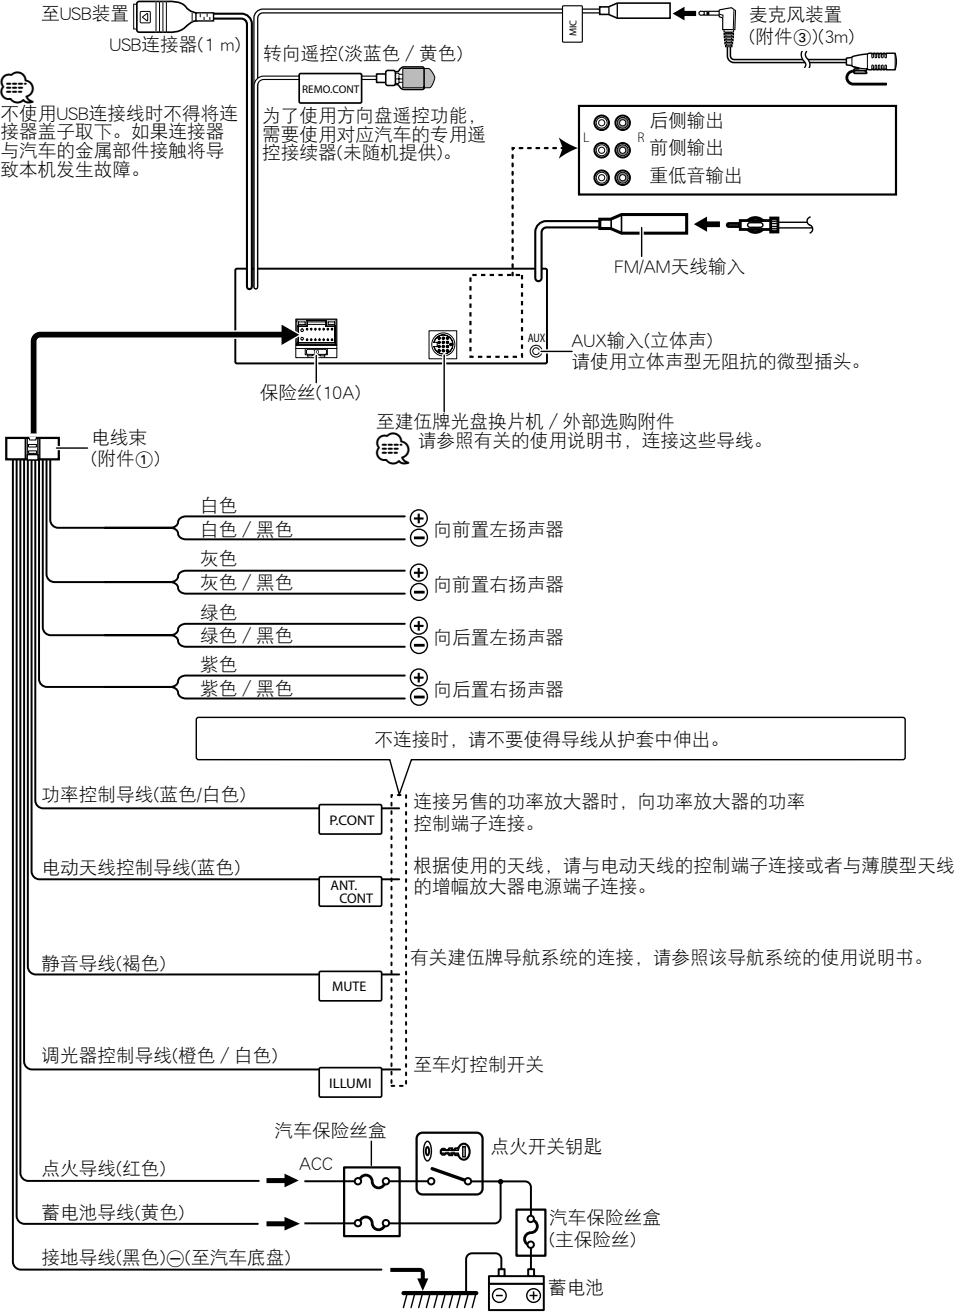 至USB装置
USB连接器(1 m)
MIC
麦克风装置
(附件③)(3m)
转向遥控(淡蓝色 / 黄色)
REMO.CONT
不使用USB连接线时不得将连
接器盖子取下。如果连接器
与汽车的金属部件接触将导
致本机发生故障。
为了使用方向盘遥控功能，
需要使用对应汽车的专用遥
控接续器(未随机提供)。
L
R
后侧输出
前侧输出
重低音输出
FM/AM天线输入
AUX
AUX输入(立体声)
请使用立体声型无阻抗的微型插头。
保险丝(10A)
至建伍牌光盘换片机 / 外部选购附件
请参照有关的使用说明书，连接这些导线。
电线束
(附件①)
白色
白色 / 黑色
向前置左扬声器
灰色
灰色 / 黑色
向前置右扬声器
绿色
绿色 / 黑色
向后置左扬声器
紫色
紫色 / 黑色
向后置右扬声器
不连接时，请不要使得导线从护套中伸出。
功率控制导线(蓝色/白色)
P.CONT
连接另售的功率放大器时，向功率放大器的功率
控制端子连接。
电动天线控制导线(蓝色)
ANT.
CONT
根据使用的天线，请与电动天线的控制端子连接或者与薄膜型天线
的增幅放大器电源端子连接。
静音导线(褐色)
MUTE
有关建伍牌导航系统的连接，请参照该导航系统的使用说明书。
调光器控制导线(橙色 / 白色)
ILLUMI
至车灯控制开关
汽车保险丝盒
点火开关钥匙
点火导线(红色)
ACC
蓄电池导线(黄色)
汽车保险丝盒
(主保险丝)
接地导线(黑色)⊖(至汽车底盘)
蓄电池